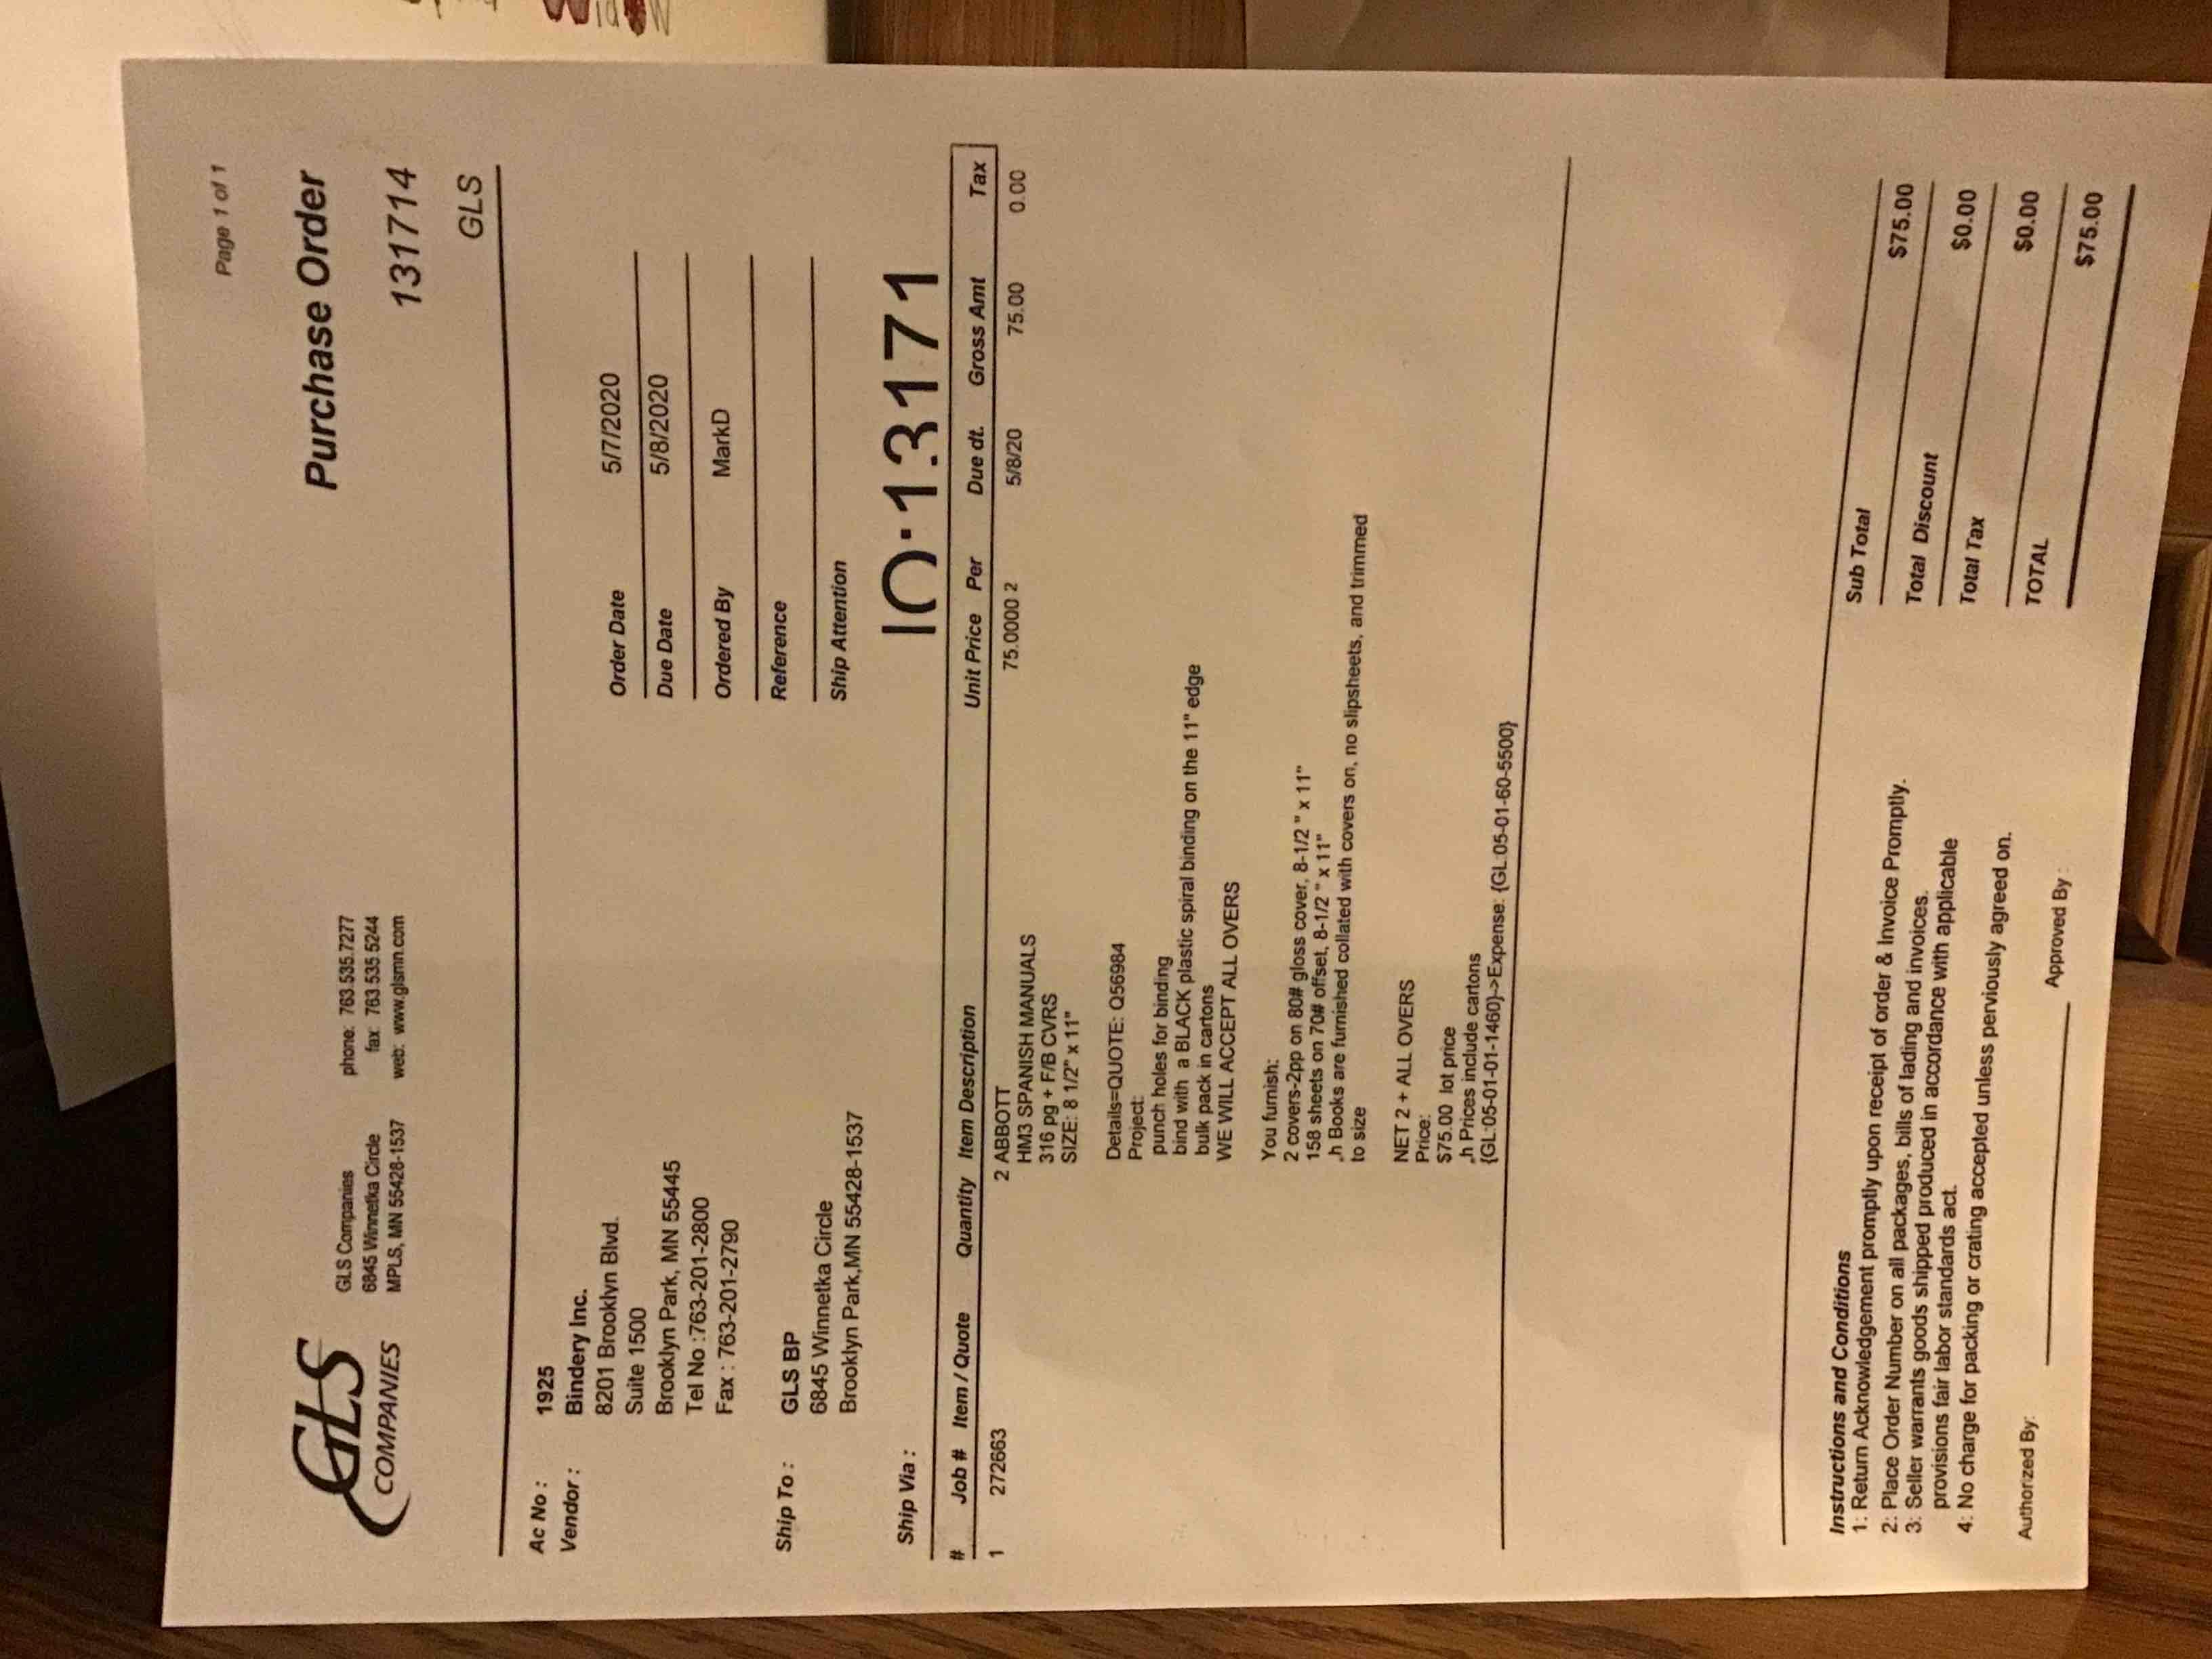 Page 1 of 1
GLS
COMPANIES
GLS Companies
6845 Winnetka Circle
MPLS, MN 55428-1537
phone: 763.535.7277
fax: 763.535.5244
web: www.glsmn.com
Purchase Order
131714
GLS
Ac No : 1925
Vendor : Bindery Inc.
8201 Brooklyn Blvd.
Suite 1500
Brooklyn Park, MN 55445
Tel No :763-201-2800
Fax : 763-201-2790
Order Date 5/7/2020
Due Date 5/8/2020
Ordered By MarkD
Reference
Ship Attention
Ship To : GLS BP
6845 Winnetka Circle
Brooklyn Park,MN 55428-1537
Ship Via :
# Job # Item / Quote Quantity Item Description Unit Price Per Due dt. Gross Amt Tax
1 272663 2 ABBOTT 75.0000 2 5/8/20 75.00 0.00
HM3 SPANISH MANUALS
316 pg + F/B CVRS
SIZE: 8 1/2" x 11"
Details=QUOTE: Q56984
Project:
punch holes for binding
bind with a BLACK plastic spiral binding on the 11" edge
bulk pack in cartons
WE WILL ACCEPT ALL OVERS
You furnish:
2 covers-2pp on 80# gloss cover, 8-1/2 " x 11"
158 sheets on 70# offset, 8-1/2 " x 11"
,h Books are furnished collated with covers on, no slipsheets, and trimmed
to size
NET 2 + ALL OVERS
Price:
$75.00 lot price
,h Prices include cartons
{GL:05-01-01-1460}->Expense: {GL:05-01-60-5500}
Sub Total $75.00
Total Discount $0.00
Total Tax $0.00
TOTAL $75.00
Instructions and Conditions
1: Return Acknowledgement promptly upon receipt of order & Invoice Promptly.
2: Place Order Number on all packages, bills of lading and invoices.
3: Seller warrants goods shipped produced in accordance with applicable
provisions fair labor standards act.
4: No charge for packing or crating accepted unless perviously agreed on.
Authorized By: Approved By :